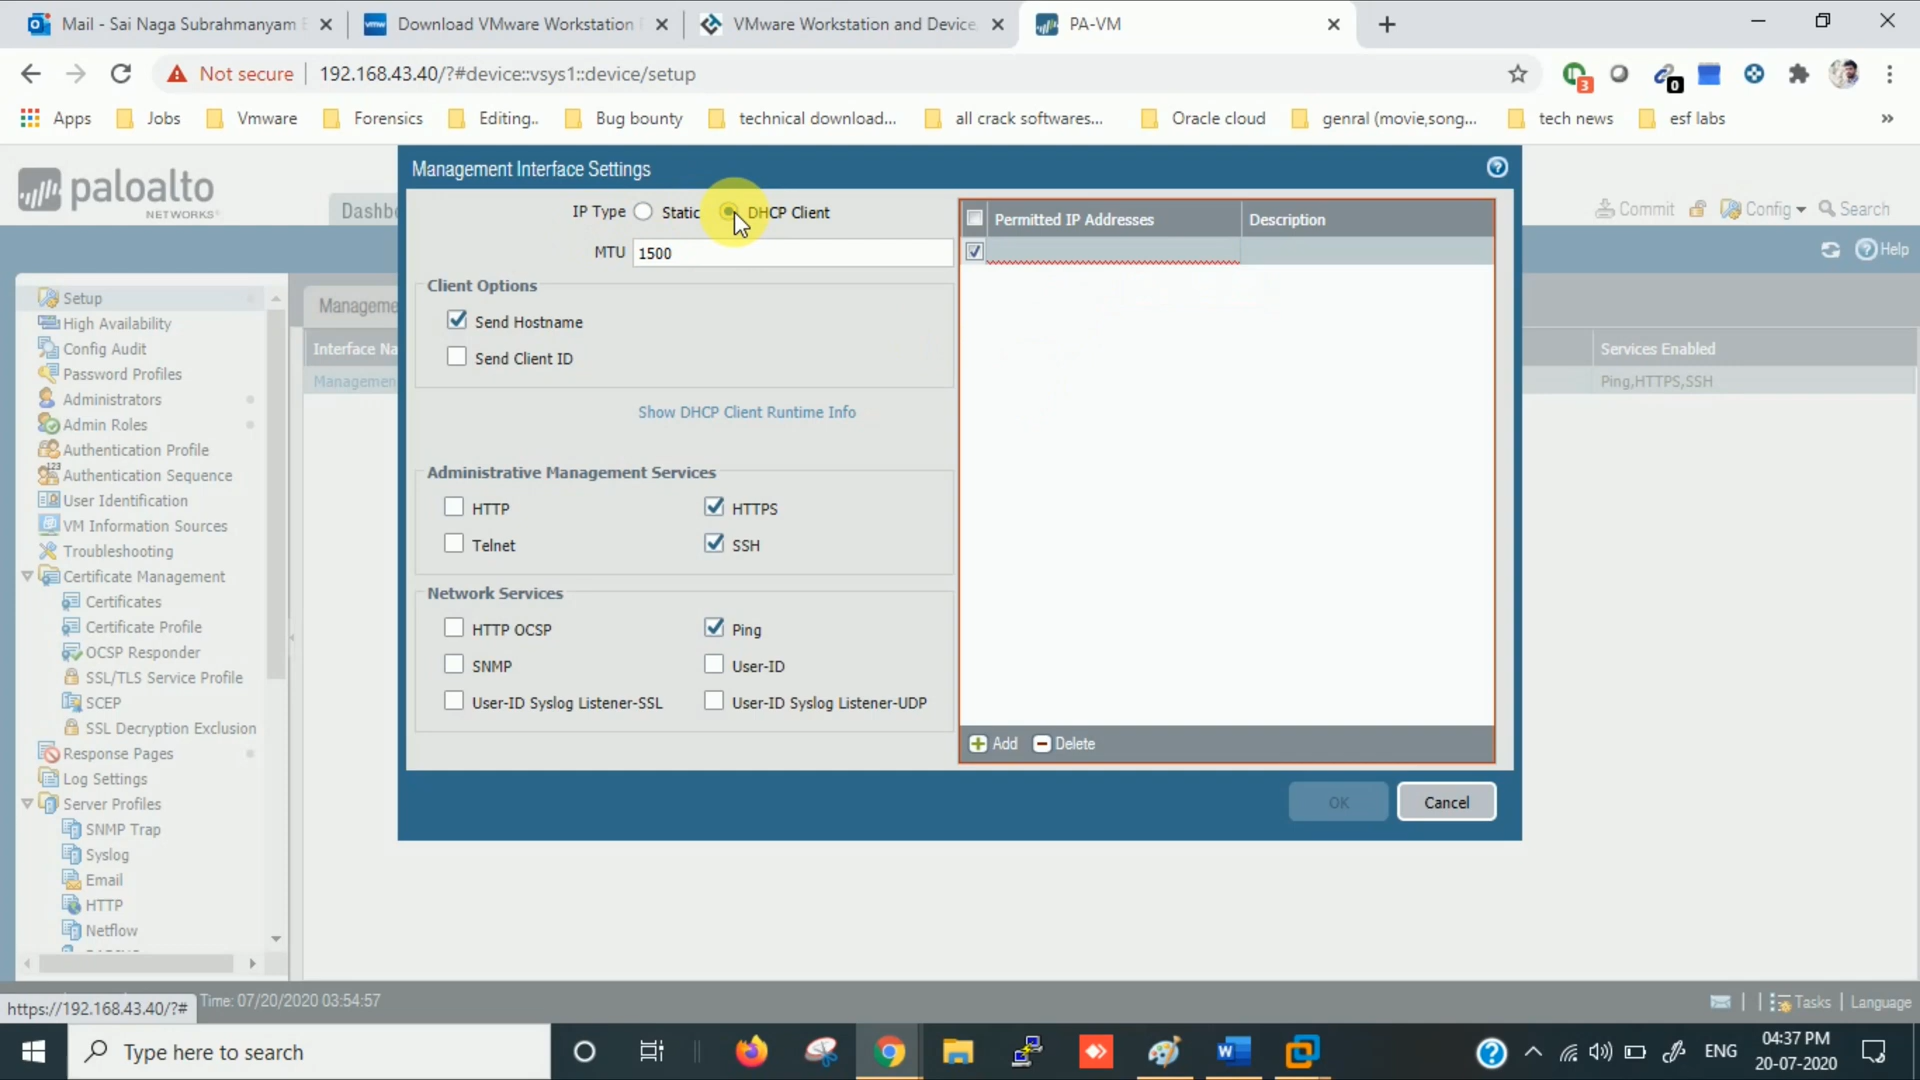 Mail - Sai Naga Subrahmanyam
Download VMware Workstation
VMware Workstation and Device
PA-VM
Not secure
192.168.43.40/?#device::vsys1::device/setup
3
0
Apps
Jobs
Vmware
Forensics
Editing..
Bug bounty
technical download...
all crack softwares...
Oracle cloud
genral (movie,song...
tech news
esf labs
»
paloalto
NETWORKS
Dashbo
Commit
Config
Search
Help
Management Interface Settings
IP Type
Static
DHCP Client
MTU
1500
Client Options
Send Hostname
Send Client ID
Show DHCP Client Runtime Info
Administrative Management Services
HTTP
HTTPS
Telnet
SSH
Network Services
HTTP OCSP
Ping
SNMP
User-ID
User-ID Syslog Listener-SSL
User-ID Syslog Listener-UDP
Permitted IP Addresses
Description
Add
Delete
OK
Cancel
Manageme
Interface Na
Managemen
Services Enabled
Ping,HTTPS,SSH
Setup
High Availability
Config Audit
Password Profiles
Administrators
Admin Roles
Authentication Profile
Authentication Sequence
User Identification
VM Information Sources
Troubleshooting
Certificate Management
Certificates
Certificate Profile
OCSP Responder
SSL/TLS Service Profile
SCEP
SSL Decryption Exclusion
Response Pages
Log Settings
Server Profiles
SNMP Trap
Syslog
Email
HTTP
Netflow
https://192.168.43.40/?#
Time: 07/20/2020 03:54:57
Tasks
Language
Type here to search
ENG
04:37 PM
20-07-2020